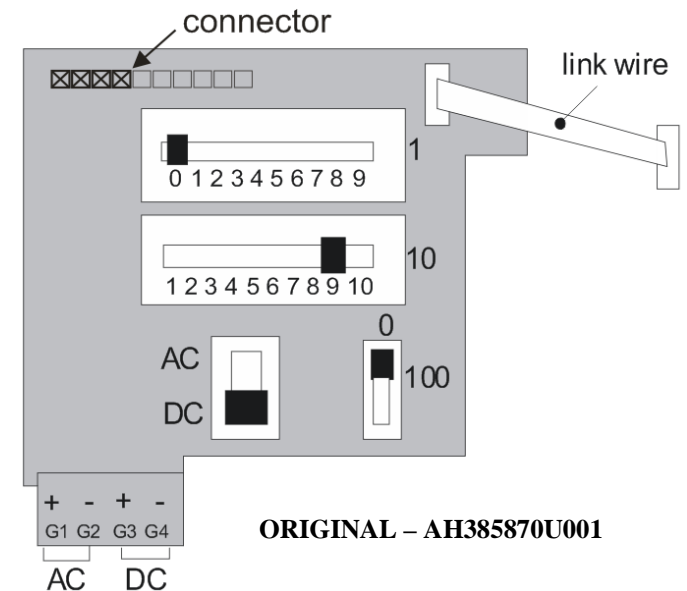 connector
link wire
1
0 1 2 3 4 5 6 7 8 9
10
1 2 3 4 5 6 7 8 9 10
0
AC
100
DC
+ - + -
G1 G2 G3 G4
ORIGINAL – AH385870U001
AC DC